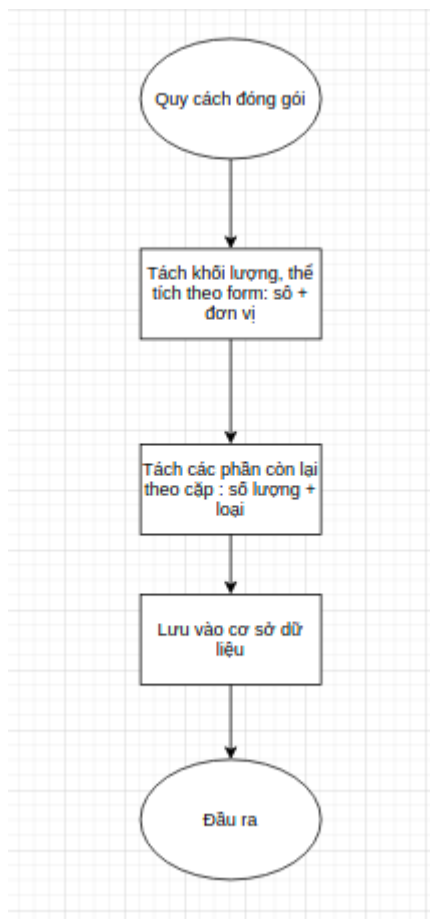 Quy cách đóng gói
Tách khối lượng, thể
tích theo form: số +
đơn vị
Tách các phần còn lại
theo cặp : số lượng +
loại
Lưu vào cơ sở dữ
liệu
Đầu ra